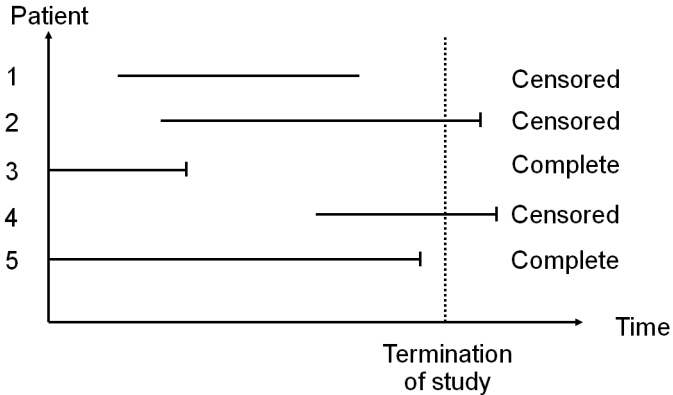 Patient
1 Censored
2 Censored
3 Complete
4 Censored
5 Complete
Time
Termination
of study